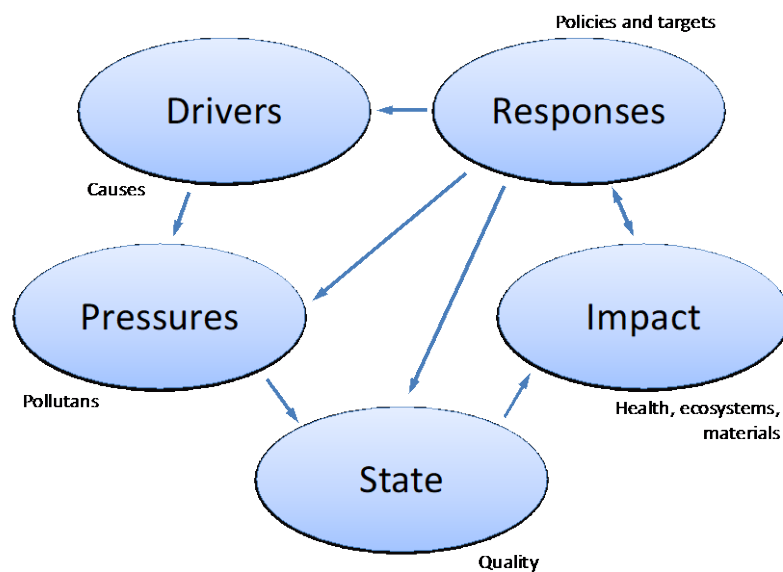 Policies and targets
Drivers
Responses
Causes
Pressures
Impact
Pollutans
Health, ecosystems,
materials
State
Quality